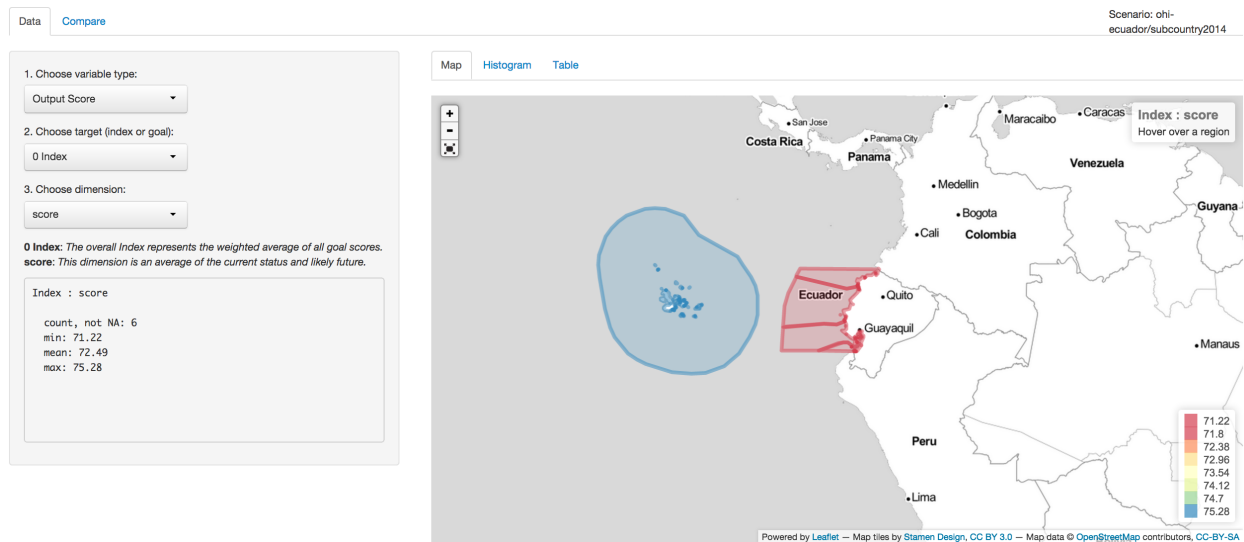 Data
Compare
Scenario: ohi-
ecuador/subcountry2014
1. Choose variable type:
Output Score
2. Choose target (index or goal):
0 Index
3. Choose dimension:
score
0 Index: The overall Index represents the weighted average of all goal scores.
score: This dimension is an average of the current status and likely future.
Index : score
count, not NA: 6
min: 71.22
mean: 72.49
max: 75.28
Map
Histogram
Table
+
-
Index : score
Hover over a region
San Jose
Costa Rica
Panama City
Panama
Maracaibo
Caracas
Venezuela
Medellin
Bogota
Guyana
Cali
Colombia
Ecuador
Quito
Guayaquil
Manaus
Peru
Lima
71.22
71.8
72.38
72.96
73.54
74.12
74.7
75.28
Powered by Leaflet — Map tiles by Stamen Design, CC BY 3.0 — Map data © OpenStreetMap contributors, CC-BY-SA